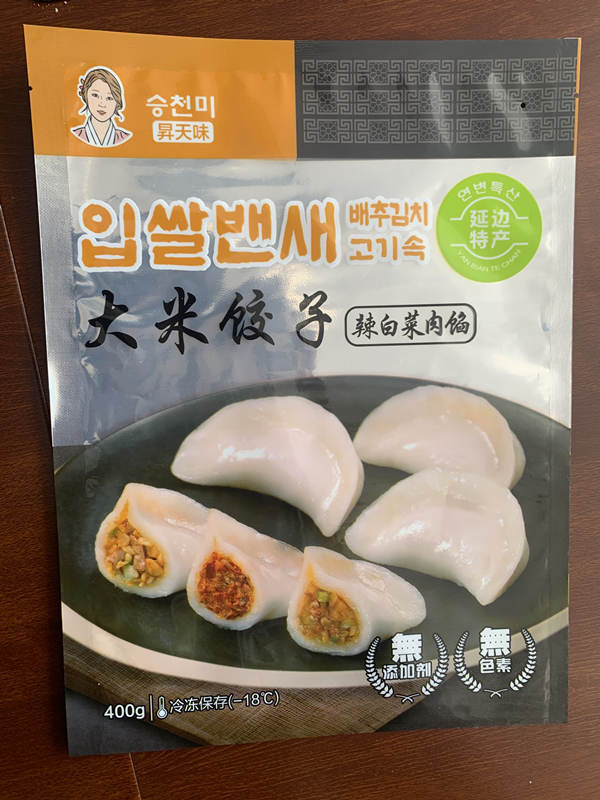 승천미
昇天味
입쌀밴새
배추김치
고기속
연변특산
延边
特产
YAN BIAN TE CHAN
大米饺子
辣白菜肉馅
無
添加剂
無
色素
400g
冷冻保存(-18℃)